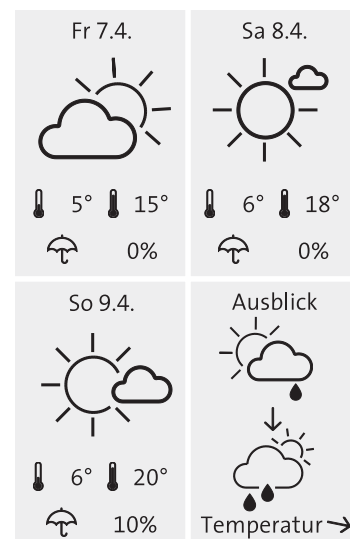 Fr 7.4.
5° 15°
0%
Sa 8.4.
6° 18°
0%
So 9.4.
6° 20°
10%
Ausblick
Temperatur